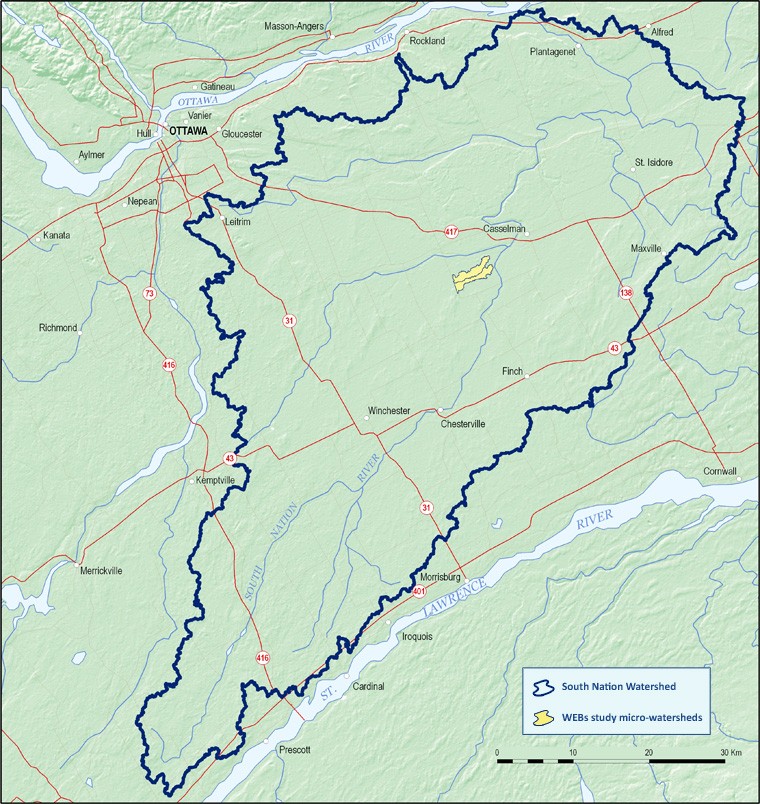 Masson-Angers
Rockland
Alfred
RIVER
Plantagenet
Gatineau
OTTAWA
Vanier
Hull
OTTAWA
Gloucester
Aylmer
St. Isidore
Nepean
Leitrim
417
Casselman
Kanata
Maxville
73
138
31
Richmond
43
416
Finch
Winchester
Chesterville
43
RIVER
Kemptville
Cornwall
31
NATION
RIVER
Merrickville
SOUTH
Morrisburg
401
LAWRENCE
Iroquois
416
Cardinal
ST.
South Nation Watershed
WEBs study micro-watersheds
Prescott
0 10 20 30 Km